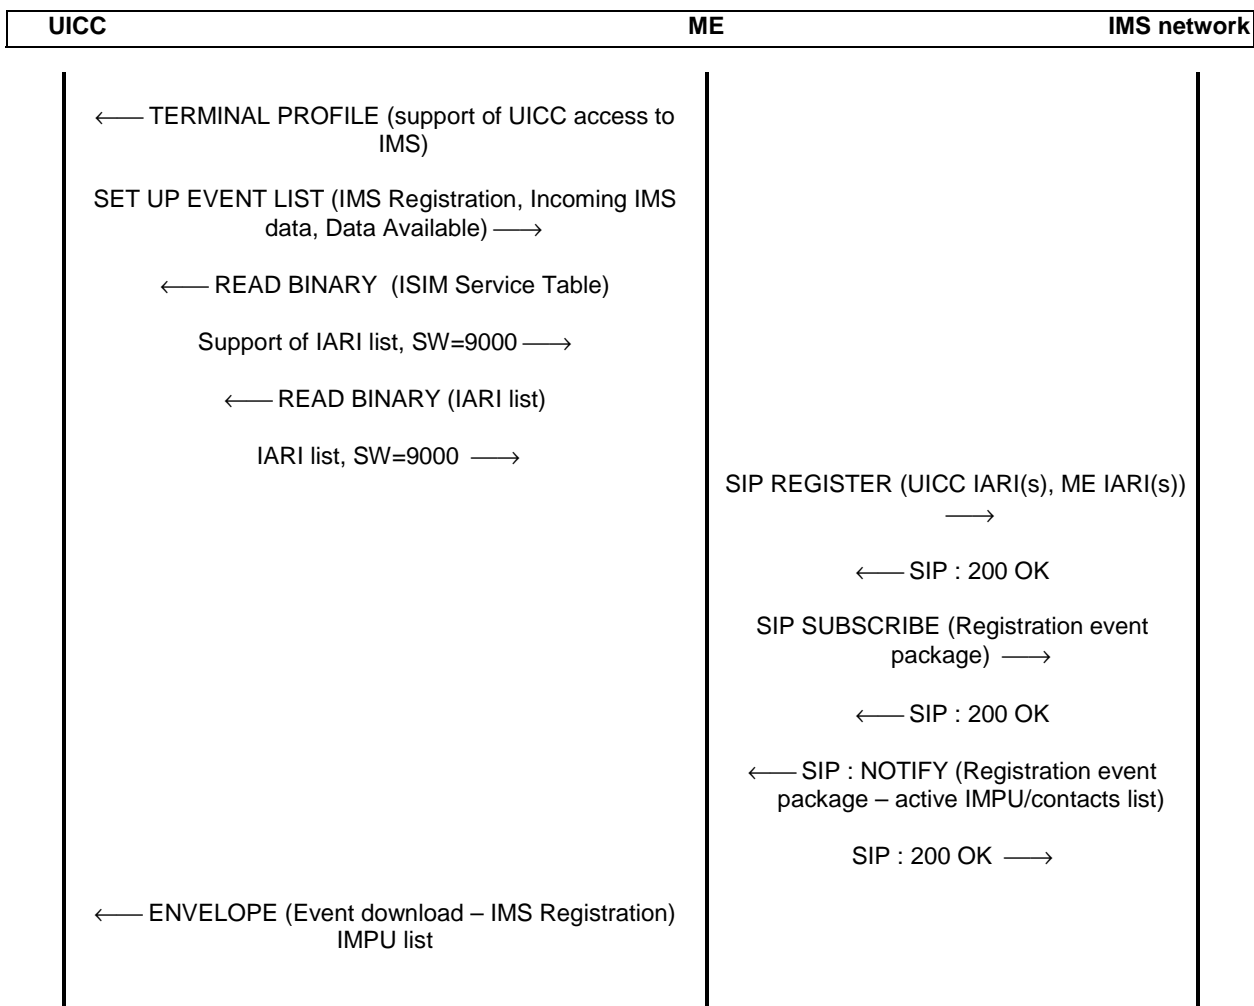 UICC ME IMS network
←— TERMINAL PROFILE (support of UICC access to
IMS)
SET UP EVENT LIST (IMS Registration, Incoming IMS
data, Data Available) —→
←— READ BINARY (ISIM Service Table)
Support of IARI list, SW=9000 —→
←— READ BINARY (IARI list)
IARI list, SW=9000 —→
SIP REGISTER (UICC IARI(s), ME IARI(s))
—→
←— SIP : 200 OK
SIP SUBSCRIBE (Registration event
package) —→
←— SIP : 200 OK
←— SIP : NOTIFY (Registration event
package – active IMPU/contacts list)
SIP : 200 OK —→
←— ENVELOPE (Event download – IMS Registration)
IMPU list